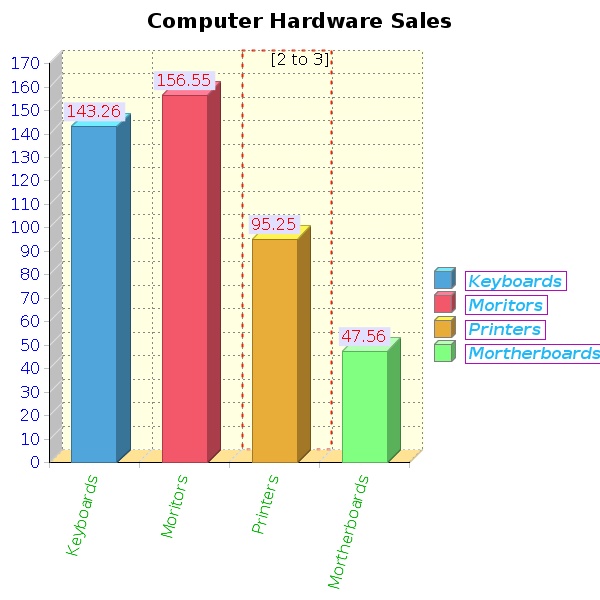 Computer Hardware Sales
[2 to 3]
170
160
150
140
130
120
110
100
90
80
70
60
50
40
30
20
10
0
143.26
156.55
95.25
47.56
Keyboards
Moritors
Printers
Mortherboards
Keyboards
Moritors
Printers
Mortherboards